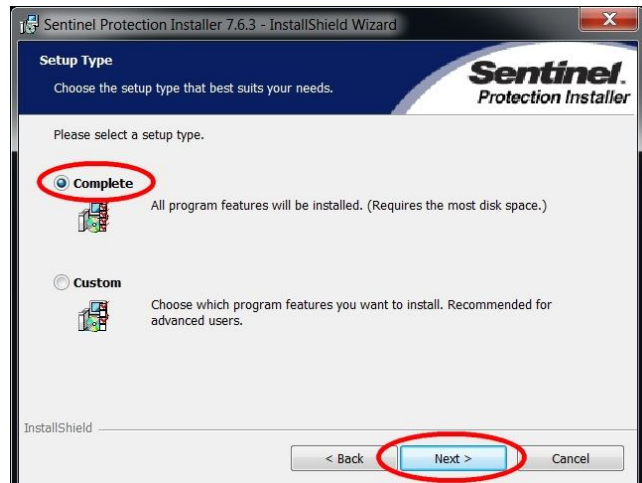 Sentinel Protection Installer 7.6.3 - InstallShield Wizard
Setup Type
Choose the setup type that best suits your needs.
Sentinel.
Protection Installer
Please select a setup type.
Complete
All program features will be installed. (Requires the most disk space.)
Custom
Choose which program features you want to install. Recommended for
advanced users.
InstallShield
< Back
Next >
Cancel